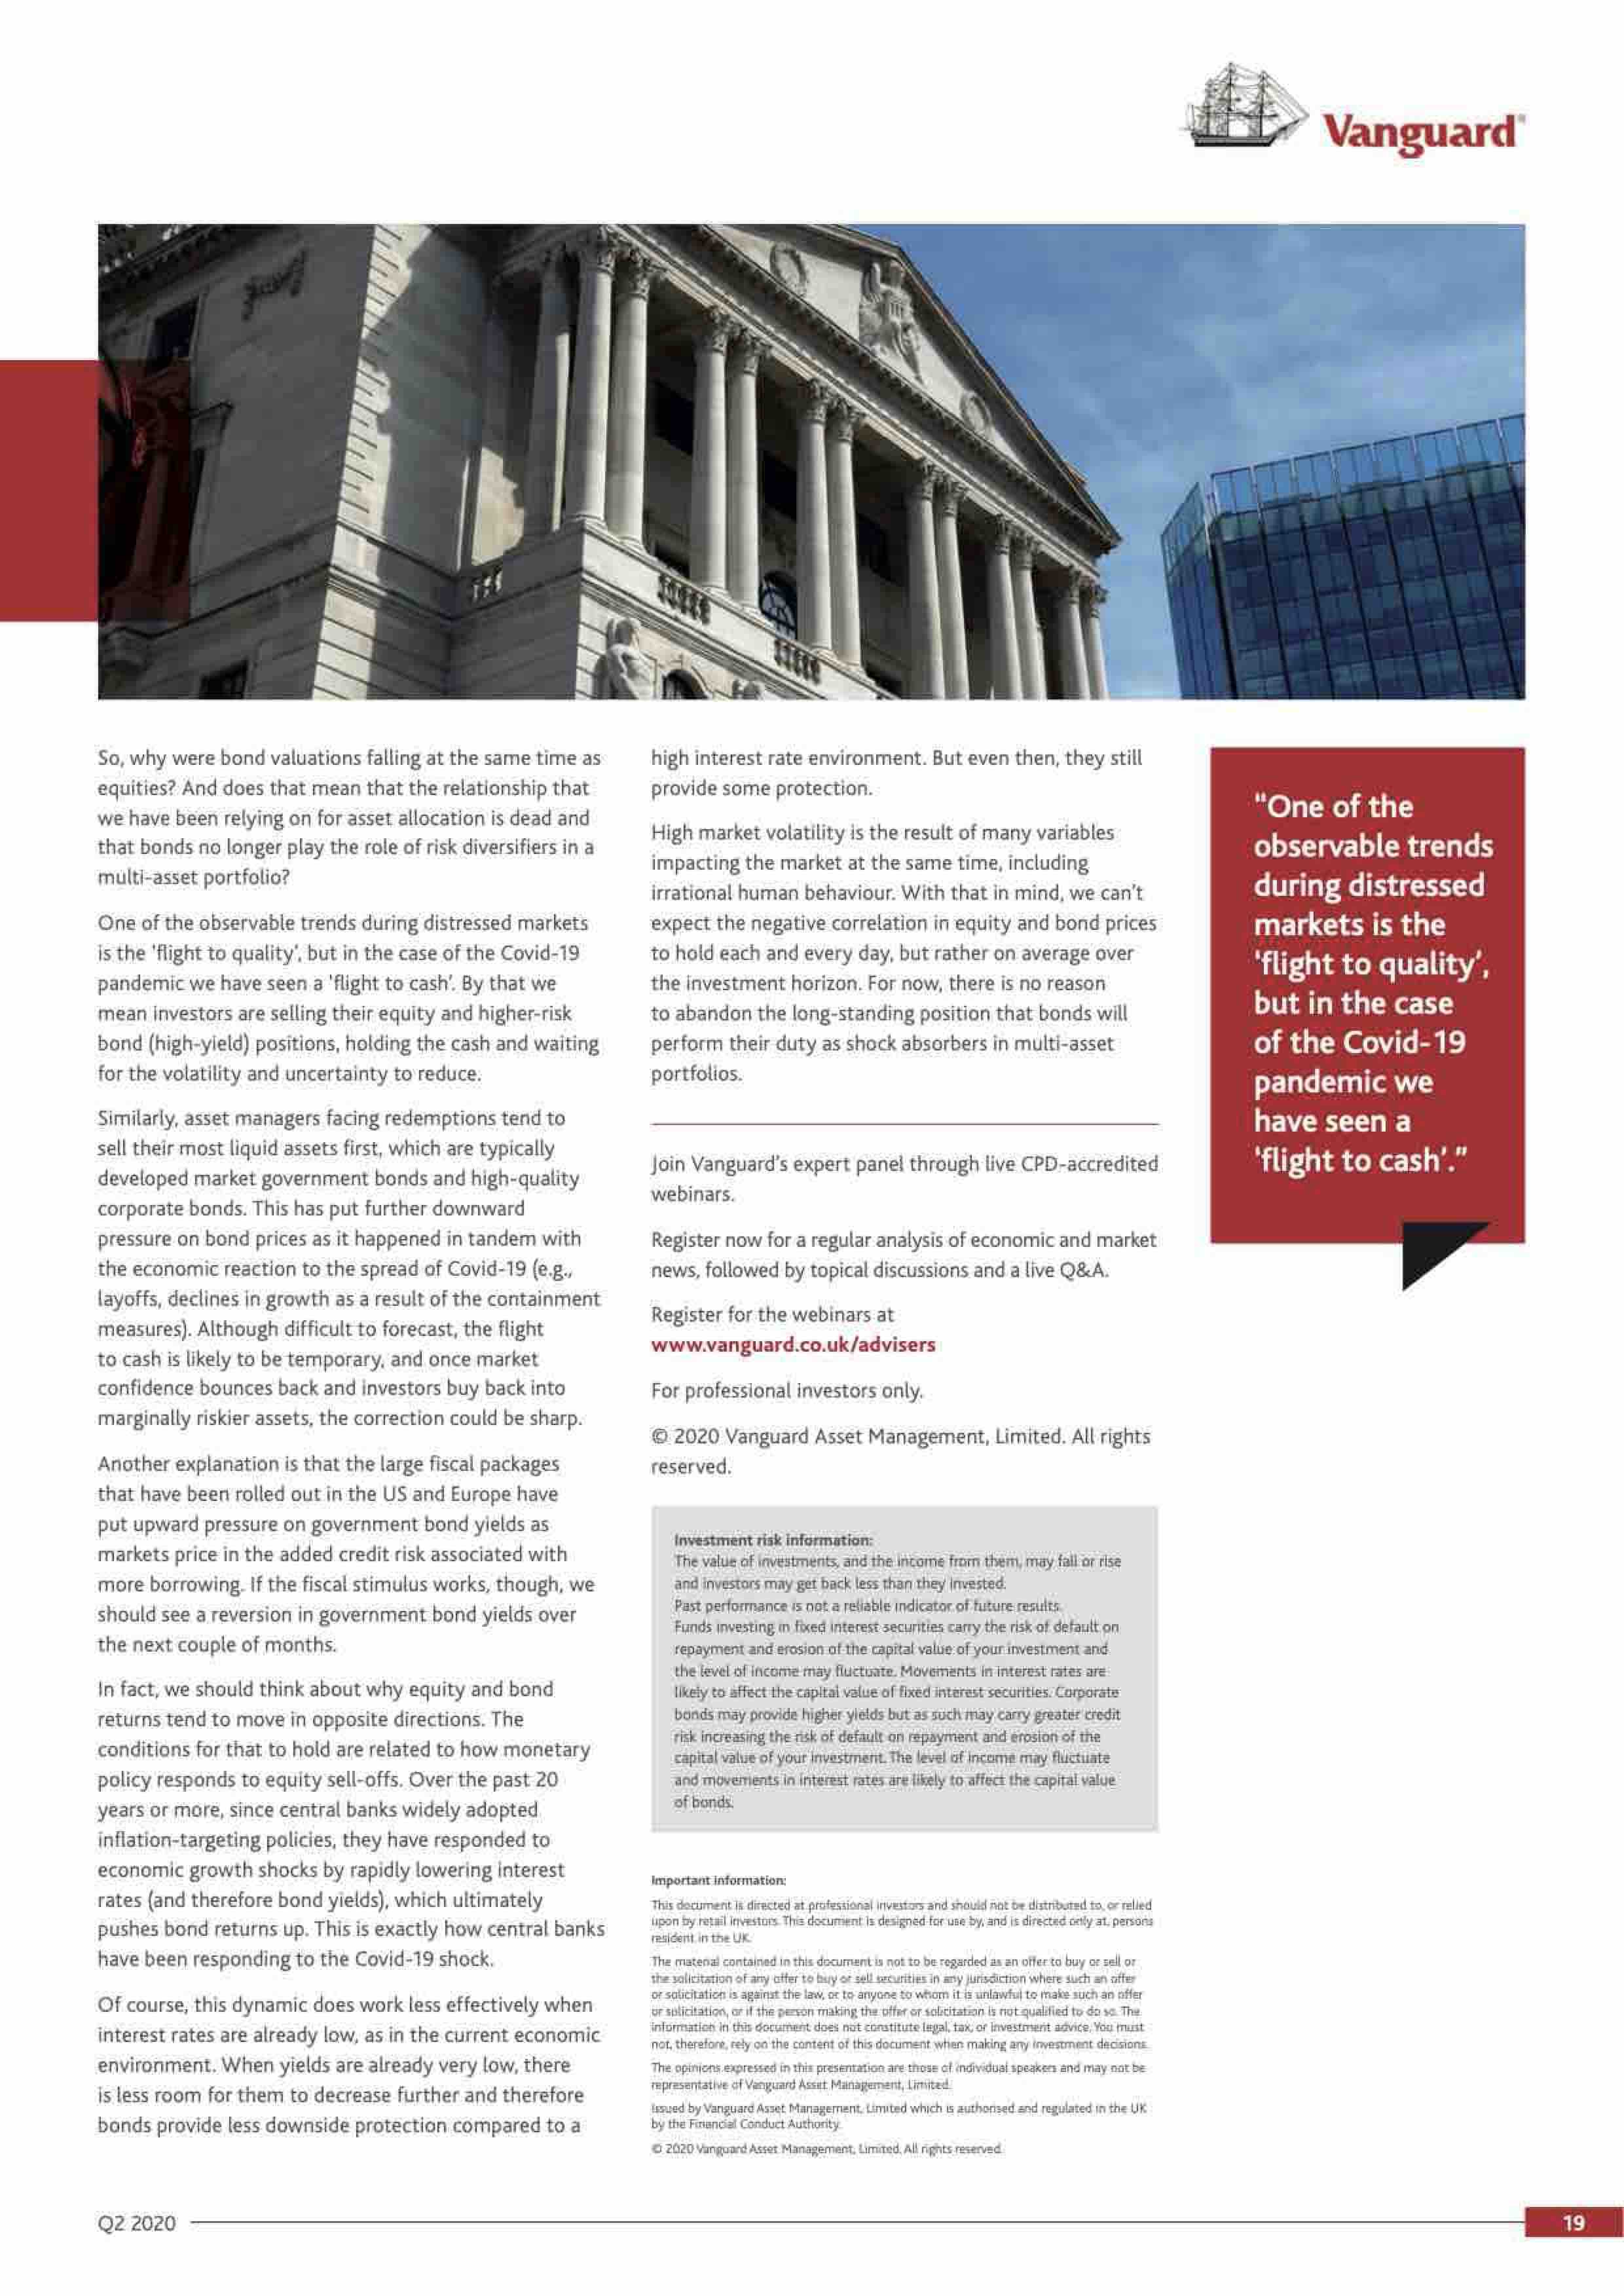 Vanguard®
So, why were bond valuations falling at the same time as
equities? And does that mean that the relationship that
we have been relying on for asset allocation is dead and
that bonds no longer play the role of risk diversifiers in a
multi-asset portfolio?
One of the observable trends during distressed markets
is the 'flight to quality', but in the case of the Covid-19
pandemic we have seen a 'flight to cash'. By that we
mean investors are selling their equity and higher-risk
bond (high-yield) positions, holding the cash and waiting
for the volatility and uncertainty to reduce.
Similarly, asset managers facing redemptions tend to
sell their most liquid assets first, which are typically
developed market government bonds and high-quality
corporate bonds. This has put further downward
pressure on bond prices as it happened in tandem with
the economic reaction to the spread of Covid-19 (e.g.,
layoffs, declines in growth as a result of the containment
measures). Although difficult to forecast, the flight
to cash is likely to be temporary, and once market
confidence bounces back and investors buy back into
marginally riskier assets, the correction could be sharp.
Another explanation is that the large fiscal packages
that have been rolled out in the US and Europe have
put upward pressure on government bond yields as
markets price in the added credit risk associated with
more borrowing. If the fiscal stimulus works, though, we
should see a reversion in government bond yields over
the next couple of months.
In fact, we should think about why equity and bond
returns tend to move in opposite directions. The
conditions for that to hold are related to how monetary
policy responds to equity sell-offs. Over the past 20
years or more, since central banks widely adopted
inflation-targeting policies, they have responded to
economic growth shocks by rapidly lowering interest
rates (and therefore bond yields), which ultimately
pushes bond returns up. This is exactly how central banks
have been responding to the Covid-19 shock.
Of course, this dynamic does work less effectively when
interest rates are already low, as in the current economic
environment. When yields are already very low, there
is less room for them to decrease further and therefore
bonds provide less downside protection compared to a
high interest rate environment. But even then, they still
provide some protection.
High market volatility is the result of many variables
impacting the market at the same time, including
irrational human behaviour. With that in mind, we can't
expect the negative correlation in equity and bond prices
to hold each and every day, but rather on average over
the investment horizon. For now, there is no reason
to abandon the long-standing position that bonds will
perform their duty as shock absorbers in multi-asset
portfolios.
Join Vanguard's expert panel through live CPD-accredited
webinars.
Register now for a regular analysis of economic and market
news, followed by topical discussions and a live Q&A.
Register for the webinars at
www.vanguard.co.uk/advisers
For professional investors only.
© 2020 Vanguard Asset Management, Limited. All rights
reserved.
Investment risk information:
The value of investments, and the income from them, may fall or rise
and investors may get back less than they invested.
Past performance is not a reliable indicator of future results.
Funds investing in fixed interest securities carry the risk of default on
repayment and erosion of the capital value of your investment and
the level of income may fluctuate. Movements in interest rates are
likely to affect the capital value of fixed interest securities. Corporate
bonds may provide higher yields but as such may carry greater credit
risk increasing the risk of default on repayment and erosion of the
capital value of your investment. The level of income may fluctuate
and movements in interest rates are likely to affect the capital value
of bonds.
Important information:
This document is directed at professional investors and should not be distributed to, or relied
upon by retail investors. This document is designed for use by, and is directed only at, persons
resident in the UK.
The material contained in this document is not to be regarded as an offer to buy or sell or
the solicitation of any offer to buy or sell securities in any jurisdiction where such an offer
or solicitation is against the law, or to anyone to whom it is unlawful to make such an offer
or solicitation, or if the person making the offer or solicitation is not qualified to do so. The
information in this document does not constitute legal, tax, or investment advice. You must
not, therefore, rely on the content of this document when making any investment decisions.
The opinions expressed in this presentation are those of individual speakers and may not be
representative of Vanguard Asset Management, Limited.
Issued by Vanguard Asset Management, Limited which is authorised and regulated in the UK
by the Financial Conduct Authority.
© 2020 Vanguard Asset Management, Limited. All rights reserved.
"One of the
observable trends
during distressed
markets is the
'flight to quality',
but in the case
of the Covid-19
pandemic we
have seen a
'flight to cash'."
Q2 2020
19